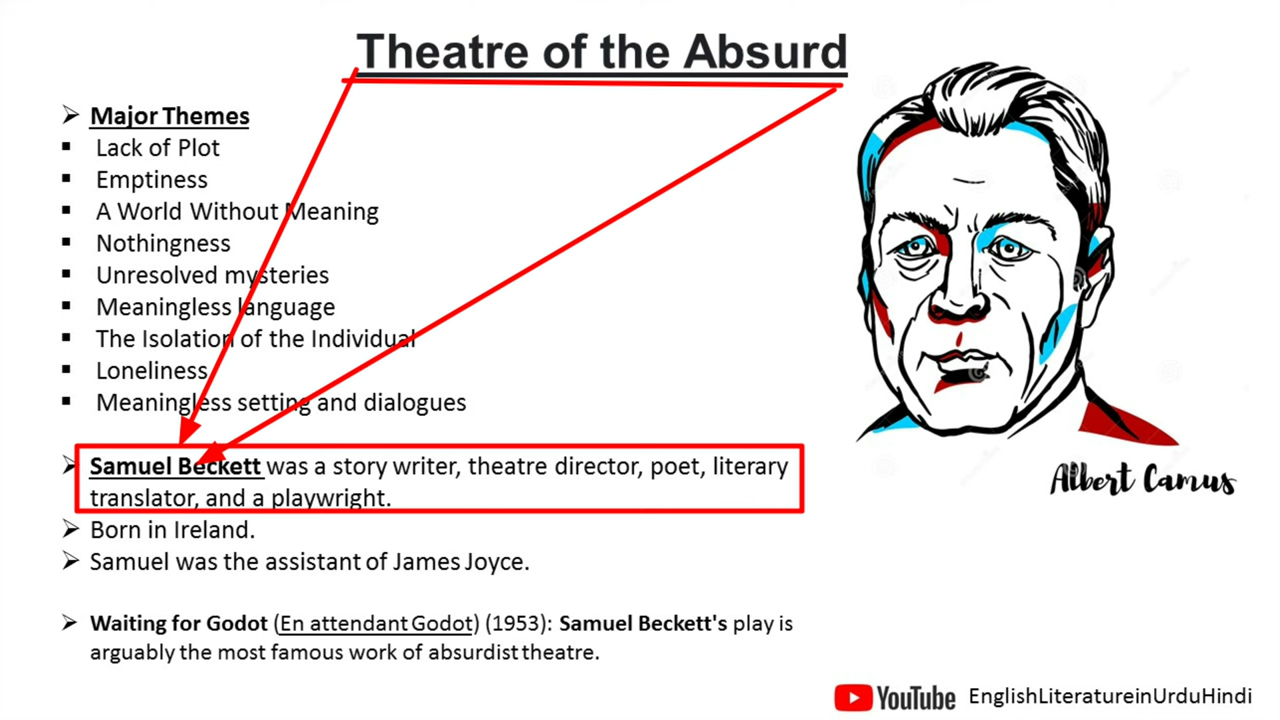 Theatre of the Absurd
Major Themes
Lack of Plot
Emptiness
A World Without Meaning
Nothingness
Unresolved mysteries
Meaningless language
The Isolation of the Individual
Loneliness
Meaningless setting and dialogues
Samuel Beckett was a story writer, theatre director, poet, literary
translator, and a playwright.
Born in Ireland.
Samuel was the assistant of James Joyce.
Waiting for Godot (En attendant Godot) (1953): Samuel Beckett's play is
arguably the most famous work of absurdist theatre.
Albert Camus
YouTube EnglishLiteratureinUrduHindi